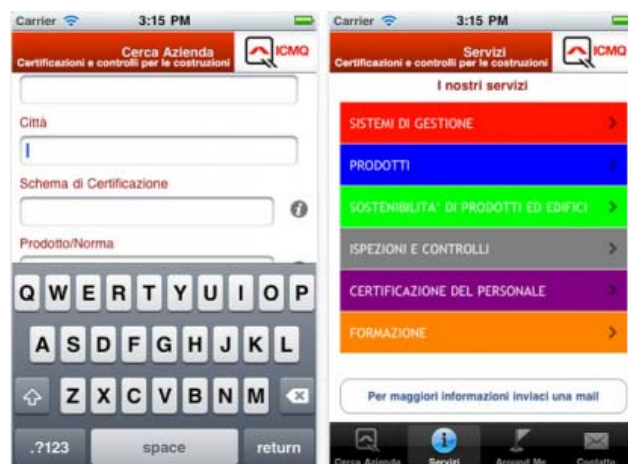 Carrier 3:15 PM
Cerca Azienda
Certificazioni e controlli per le costruzioni
ICMQ
Città
Schema di Certificazione
Prodotto/Norma
Q W E R T Y U I O P
A S D F G H J K L
Z X C V B N M
.?123 space return
Carrier 3:15 PM
Servizi
Certificazioni e controlli per le costruzioni
ICMQ
I nostri servizi
SISTEMI DI GESTIONE
PRODOTTI
SOSTENIBILITA' DI PRODOTTI ED EDIFICI
ISPEZIONI E CONTROLLI
CERTIFICAZIONE DEL PERSONALE
FORMAZIONE
Per maggiori informazioni inviaci una mail
Cerca Azienda Servizi Around Me Contatto